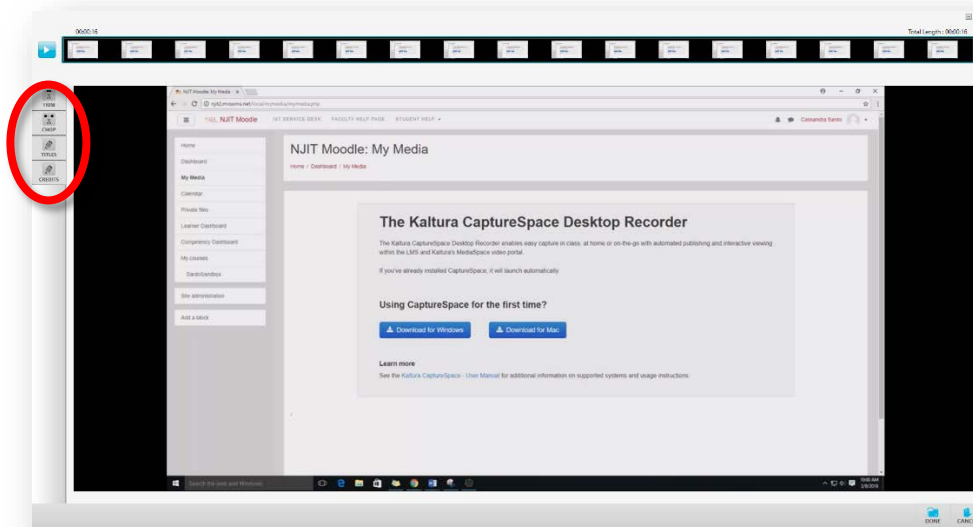 00:00:16
Total Length : 00:00:16
TRIM
CHOP
TITLES
CREDITS
NJIT Moodle: My Media
NJIT Moodle
IST SERVICE DESK
FACULTY HELP PAGE
STUDENT HELP
Cassandra Sardo
Home
Dashboard
My Media
Calendar
Private files
Learner Dashboard
Competency Dashboard
My courses
SardoSandbox
Site administration
Add a block
NJIT Moodle: My Media
Home / Dashboard / My Media
The Kaltura CaptureSpace Desktop Recorder
The Kaltura CaptureSpace Desktop Recorder enables easy capture in class, at home or on-the-go with automated publishing and interactive viewing
within the LMS and Kaltura's MediaSpace video portal.
If you've already installed CaptureSpace, it will launch automatically.
Using CaptureSpace for the first time?
Download for Windows
Download for Mac
Learn more
See the Kaltura CaptureSpace - User Manual for additional information on supported systems and usage instructions.
Search the web and Windows
10:00 AM
DONE